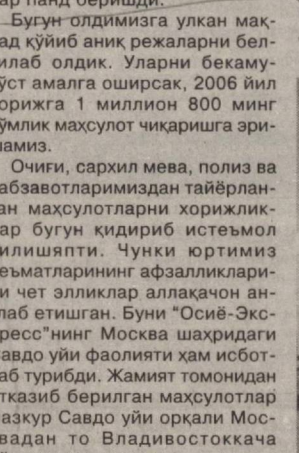 ар панд беришди.
Бугун олдимизга улкан мақ-
ад қўйиб аниқ режаларни бел-
илаб олдик. Уларни бекаму-
ўст амалга оширсак, 2006 йил
орижга 1 миллион 800 минг
ўмлик маҳсулот чиқаришга эри-
амиз.
Очиғи, сархил мева, полиз ва
абзавотларимиздан тайёрлан-
ан маҳсулотларни хорижлик-
ар бугун қидириб истеъмол
илишяпти. Чунки юртимиз
еъматларининг афзалликлари-
и чет элликлар аллақачон ан-
лаб етишган. Буни “Осиё-Экс-
ресс”нинг Москва шаҳридаги
авдо уйи фаолияти ҳам исбот-
аб турибди. Жамият томонидан
тказиб берилган маҳсулотлар
азкур Савдо уйи орқали Мос-
вадан то Владивостоккача